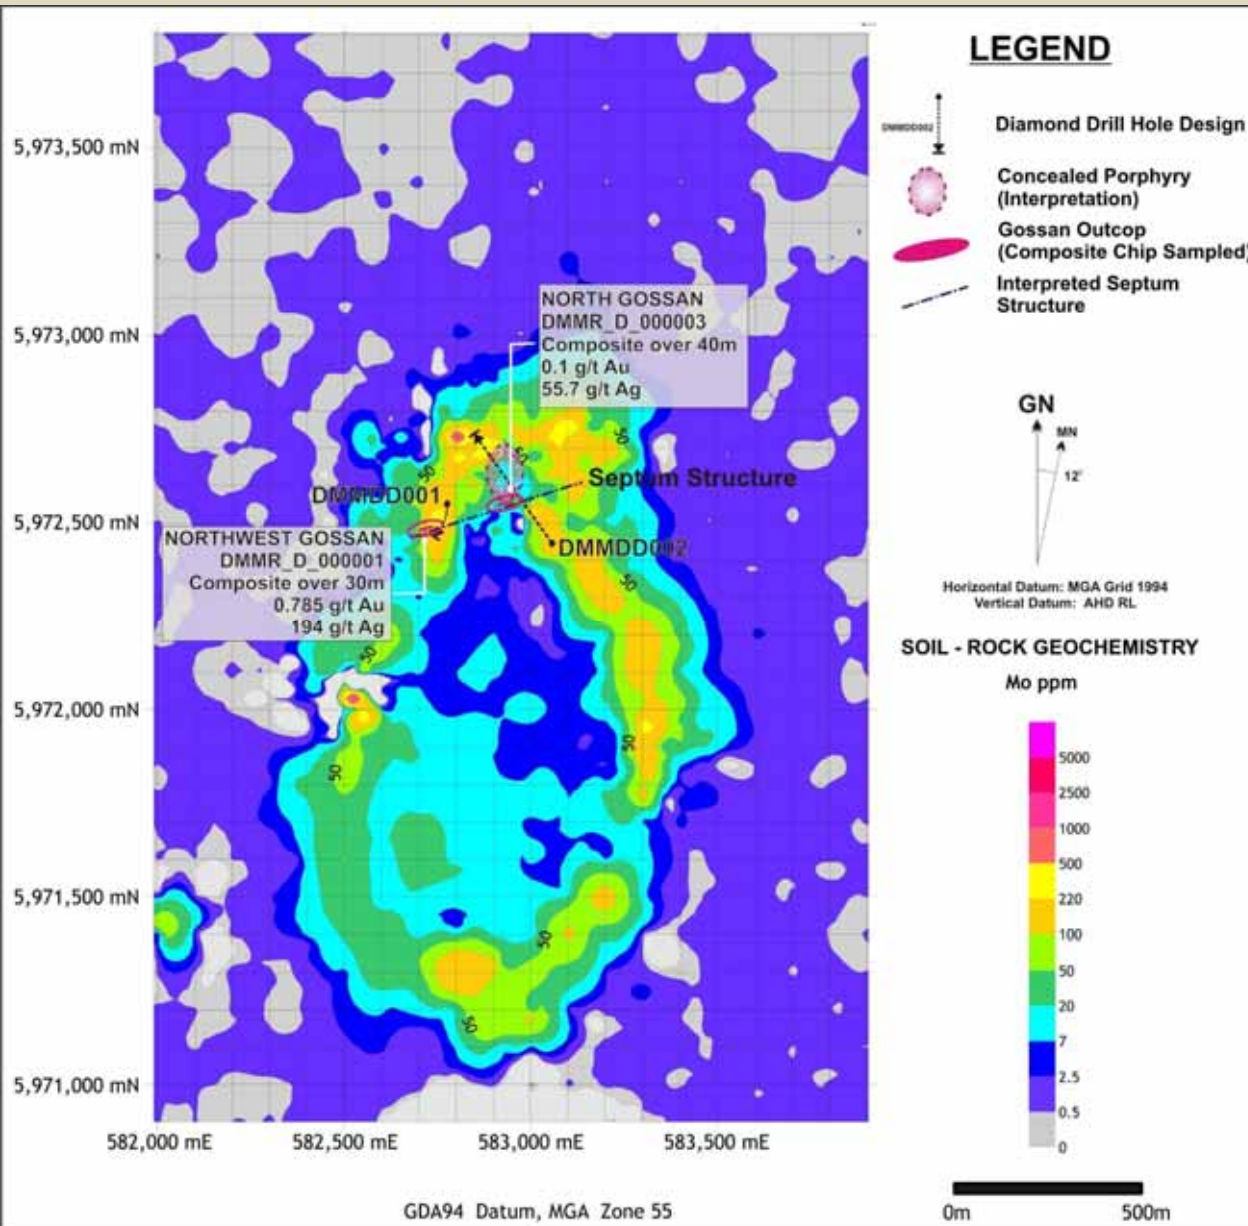 LEGEND
DMMDD002
Diamond Drill Hole Design
Concealed Porphyry
(Interpretation)
Gossan Outcop
(Composite Chip Sampled)
Interpreted Septum
Structure
GN
MN
12°
Horizontal Datum: MGA Grid 1994
Vertical Datum: AHD RL
SOIL - ROCK GEOCHEMISTRY
Mo ppm
5000
2500
1000
500
220
100
50
20
7
2.5
0.5
0
0m
500m
5,973,500 mN
5,973,000 mN
5,972,500 mN
5,972,000 mN
5,971,500 mN
5,971,000 mN
NORTH GOSSAN
DMMR_D_000003
Composite over 40m
0.1 g/t Au
55.7 g/t Ag
50
50
50
Septum Structure
DMMDD001
DMMDD002
NORTHWEST GOSSAN
DMMR_D_000001
Composite over 30m
0.785 g/t Au
194 g/t Ag
50
50
50
50
50
50
582,000 mE
582,500 mE
583,000 mE
583,500 mE
GDA94 Datum, MGA Zone 55